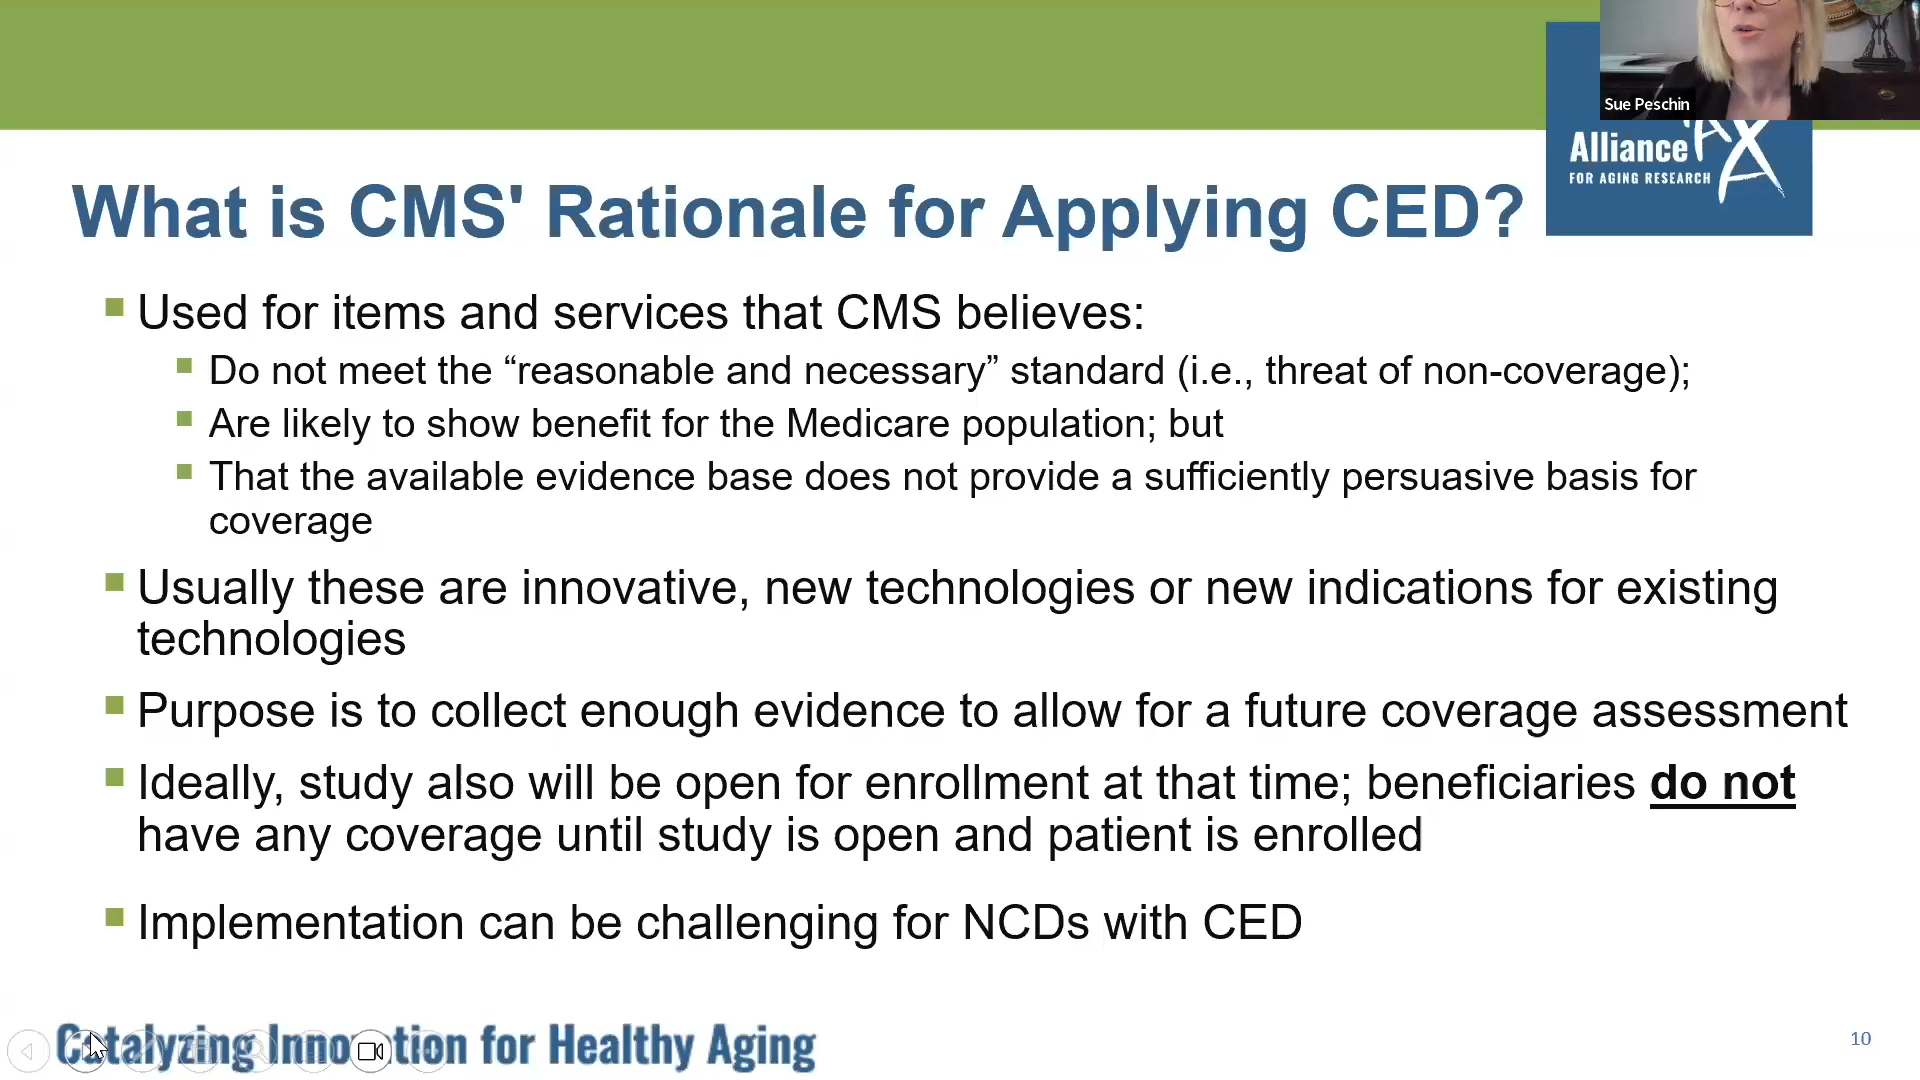 Sue Peschin
Alliance
FOR AGING RESEARCH
What is CMS' Rationale for Applying CED?
Used for items and services that CMS believes:
Do not meet the “reasonable and necessary” standard (i.e., threat of non-coverage);
Are likely to show benefit for the Medicare population; but
That the available evidence base does not provide a sufficiently persuasive basis for
coverage
Usually these are innovative, new technologies or new indications for existing
technologies
Purpose is to collect enough evidence to allow for a future coverage assessment
Ideally, study also will be open for enrollment at that time; beneficiaries do not
have any coverage until study is open and patient is enrolled
Implementation can be challenging for NCDs with CED
Catalyzing Innovation for Healthy Aging
10